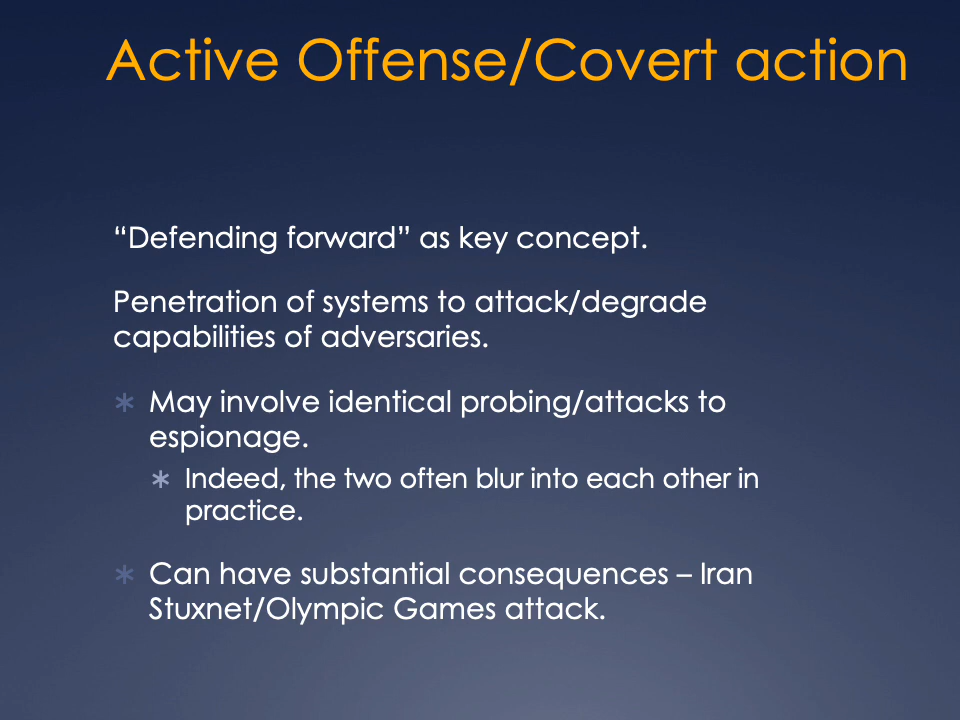 Active Offense/Covert action
“Defending forward” as key concept.
Penetration of systems to attack/degrade
capabilities of adversaries.
May involve identical probing/attacks to
espionage.
Indeed, the two often blur into each other in
practice.
Can have substantial consequences – Iran
Stuxnet/Olympic Games attack.